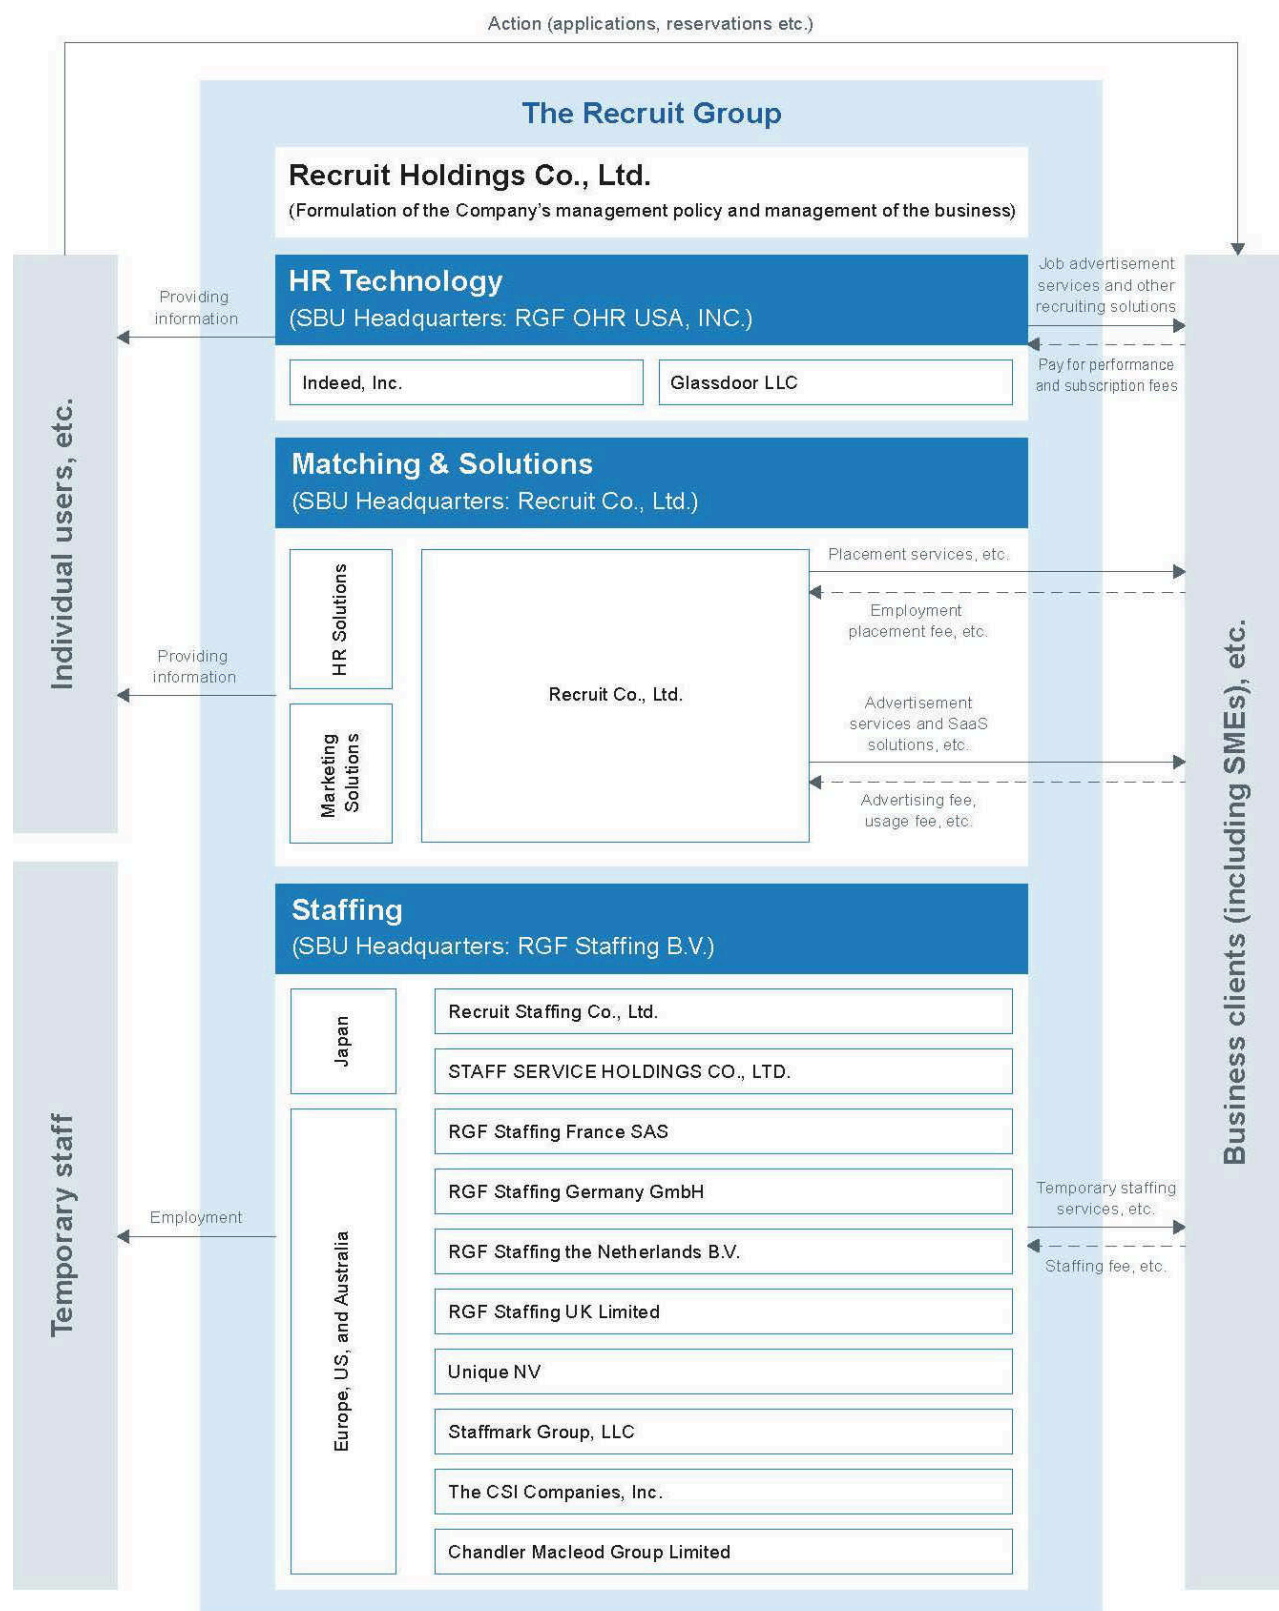 Action (applications, reservations etc.)
The Recruit Group
Recruit Holdings Co., Ltd.
(Formulation of the Company's management policy and management of the business)
HR Technology
(SBU Headquarters: RGF OHR USA, INC.)
Providing
information
Job advertisement
services and other
recruiting solutions
Pay for performance
and subscription fees
Indeed, Inc.
Glassdoor LLC
Individual users, etc.
Matching & Solutions
(SBU Headquarters: Recruit Co., Ltd.)
HR Solutions
Marketing
Solutions
Recruit Co., Ltd.
Providing
information
Placement services, etc.
Employment
placement fee, etc.
Advertisement
services and SaaS
solutions, etc.
Advertising fee,
usage fee, etc.
Business clients (including SMEs), etc.
Staffing
(SBU Headquarters: RGF Staffing B.V.)
Japan
Recruit Staffing Co., Ltd.
STAFF SERVICE HOLDINGS CO., LTD.
Europe, US, and Australia
RGF Staffing France SAS
RGF Staffing Germany GmbH
RGF Staffing the Netherlands B.V.
RGF Staffing UK Limited
Unique NV
Staffmark Group, LLC
The CSI Companies, Inc.
Chandler Macleod Group Limited
Temporary staff
Employment
Temporary staffing
services, etc.
Staffing fee, etc.